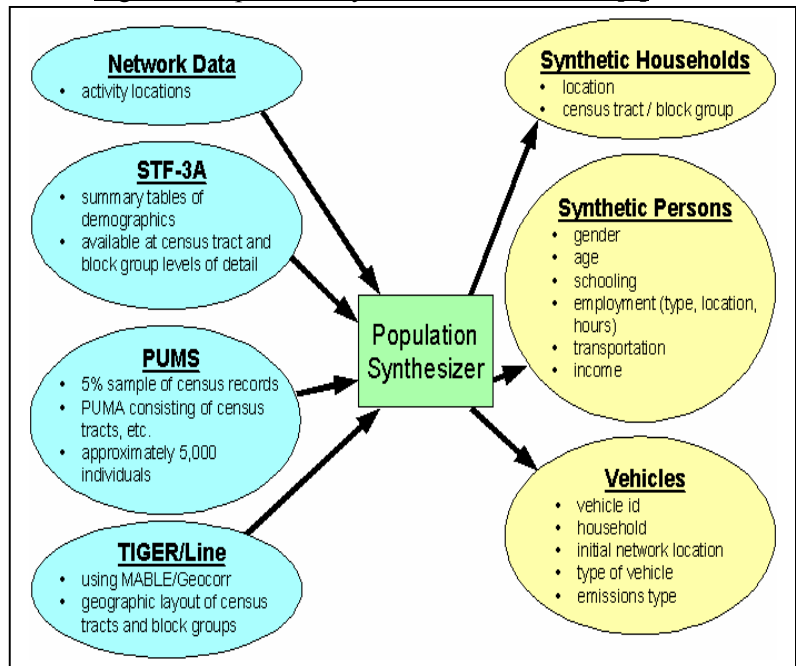 Network Data
• activity locations
STF-3A
• summary tables of
demographics
• available at census tract and
block group levels of detail
PUMS
• 5% sample of census records
• PUMA consisting of census
tracts, etc.
• approximately 5,000
individuals
TIGER/Line
• using MABLE/Geocorr
• geographic layout of census
tracts and block groups
Population
Synthesizer
Synthetic Households
• location
• census tract / block group
Synthetic Persons
• gender
• age
• schooling
• employment (type, location,
hours)
• transportation
• income
Vehicles
• vehicle id
• household
• initial network location
• type of vehicle
• emissions type